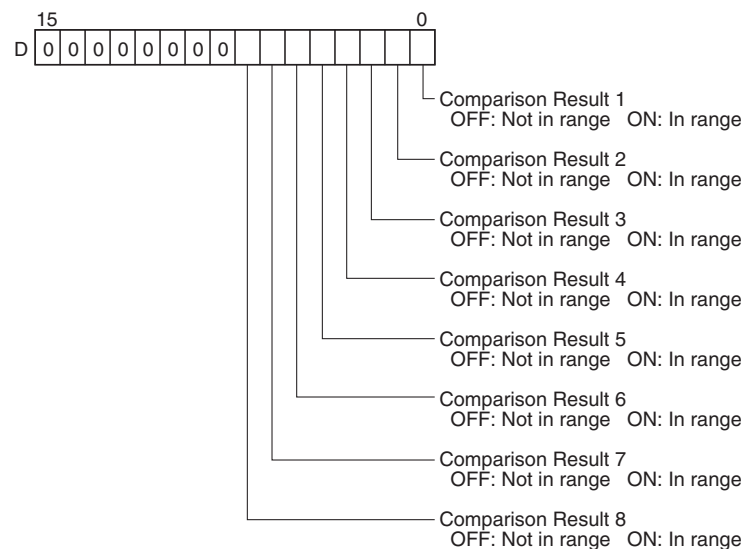 15 0
D 0 0 0 0 0 0 0 0
Comparison Result 1
OFF: Not in range ON: In range
Comparison Result 2
OFF: Not in range ON: In range
Comparison Result 3
OFF: Not in range ON: In range
Comparison Result 4
OFF: Not in range ON: In range
Comparison Result 5
OFF: Not in range ON: In range
Comparison Result 6
OFF: Not in range ON: In range
Comparison Result 7
OFF: Not in range ON: In range
Comparison Result 8
OFF: Not in range ON: In range